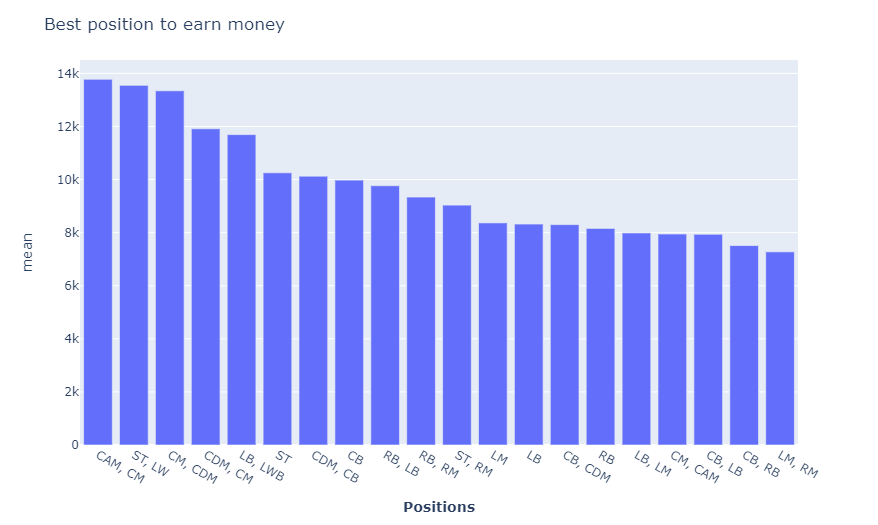 Best position to earn money
14k
12k
10k
8k
6k
4k
2k
0
mean
CAM, CM
ST, LW
CM, CDM
CDM, CM
LB, LWB
ST
CDM, CB
CB
RB, LB
RB, RM
ST, RM
LM
LB
CB, CDM
RB
LB, LM
CM, CAM
CB, LB
CB, RB
LM, RM
Positions